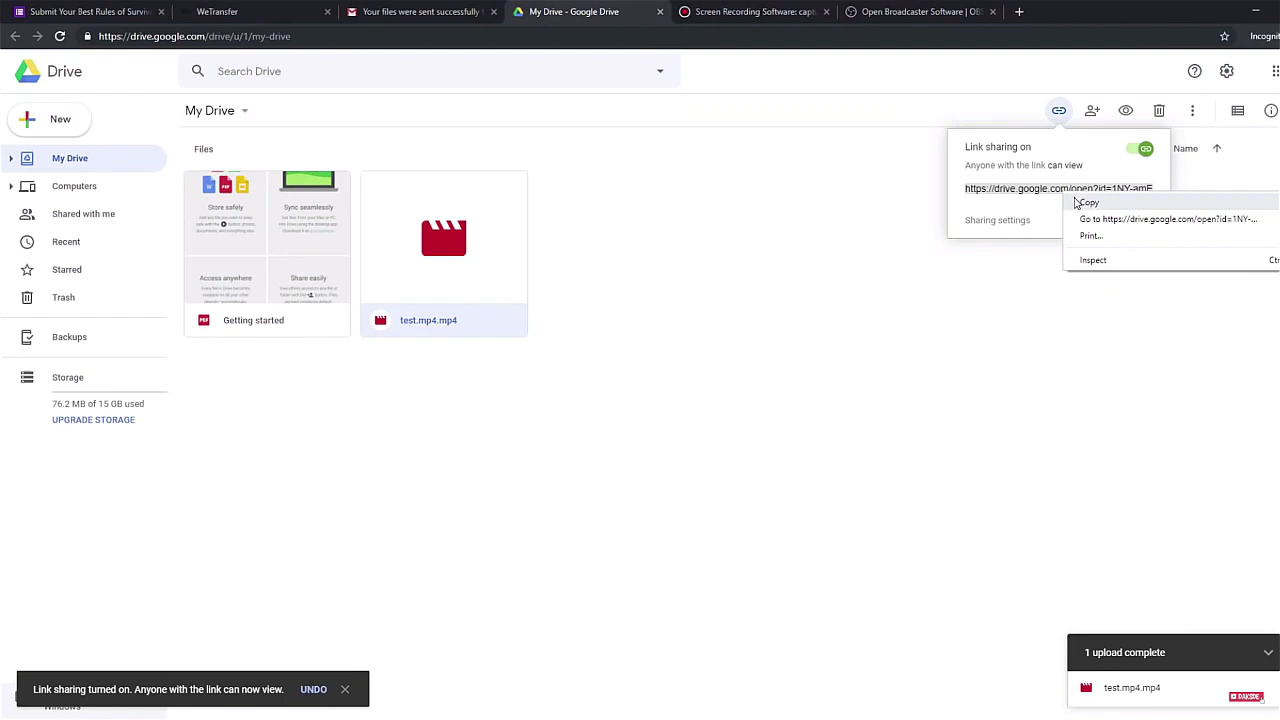 Submit Your Best Rules of Surviv
WeTransfer
Your files were sent successfully
My Drive - Google Drive
Screen Recording Software: capt
Open Broadcaster Software | OBS
https://drive.google.com/drive/u/1/my-drive
Incognit
Drive
Search Drive
New
My Drive
My Drive
Computers
Shared with me
Recent
Starred
Trash
Backups
Storage
76.2 MB of 15 GB used
UPGRADE STORAGE
Files
Name
Store safely
Sync seamlessly
Access anywhere
Share easily
PDF
Getting started
test.mp4.mp4
Link sharing on
Anyone with the link can view
https://drive.google.com/open?id=1NY-amE
Sharing settings
Copy
Go to https://drive.google.com/open?id=1NY-...
Print...
Inspect
Ctr
Link sharing turned on. Anyone with the link can now view.
UNDO
1 upload complete
test.mp4.mp4